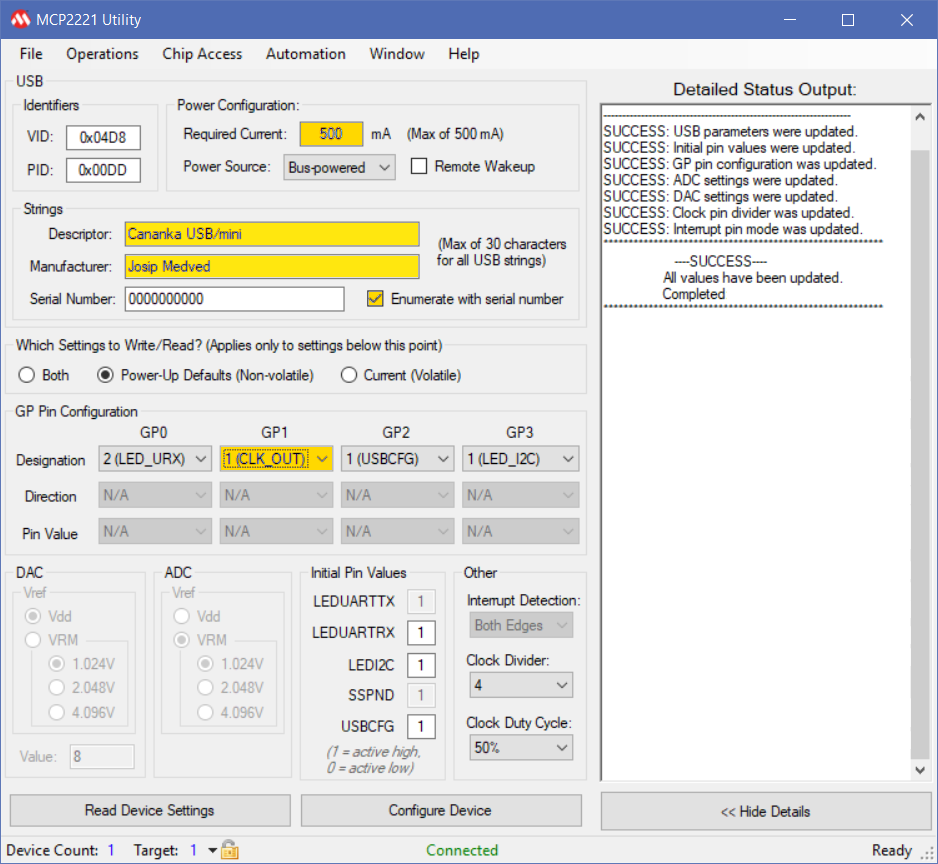 MCP2221 Utility
File Operations Chip Access Automation Window Help
USB
Identifiers
VID: 0x04D8
PID: 0x00DD
Power Configuration:
Required Current: 500 mA (Max of 500 mA)
Power Source: Bus-powered Remote Wakeup
Strings
Descriptor: Cananka USB/mini
Manufacturer: Josip Medved
Serial Number: 0000000000
(Max of 30 characters
for all USB strings)
Enumerate with serial number
Which Settings to Write/Read? (Applies only to settings below this point)
Both Power-Up Defaults (Non-volatile) Current (Volatile)
GP Pin Configuration
GP0 GP1 GP2 GP3
Designation 2 (LED_URX) 1 (CLK_OUT) 1 (USBCFG) 1 (LED_I2C)
Direction N/A N/A N/A N/A
Pin Value N/A N/A N/A N/A
DAC
Vref
Vdd
VRM
1.024V
2.048V
4.096V
Value: 8
ADC
Vref
Vdd
VRM
1.024V
2.048V
4.096V
Initial Pin Values
LEDUARTTX 1
LEDUARTRX 1
LEDI2C 1
SSPND 1
USBCFG 1
(1 = active high,
0 = active low)
Other
Interrupt Detection:
Both Edges
Clock Divider:
4
Clock Duty Cycle:
50%
Read Device Settings Configure Device
Detailed Status Output:
SUCCESS: USB parameters were updated.
SUCCESS: Initial pin values were updated.
SUCCESS: GP pin configuration was updated.
SUCCESS: ADC settings were updated.
SUCCESS: DAC settings were updated.
SUCCESS: Clock pin divider was updated.
SUCCESS: Interrupt pin mode was updated.
----SUCCESS----
All values have been updated.
Completed
<< Hide Details
Device Count: 1 Target: 1 Connected Ready